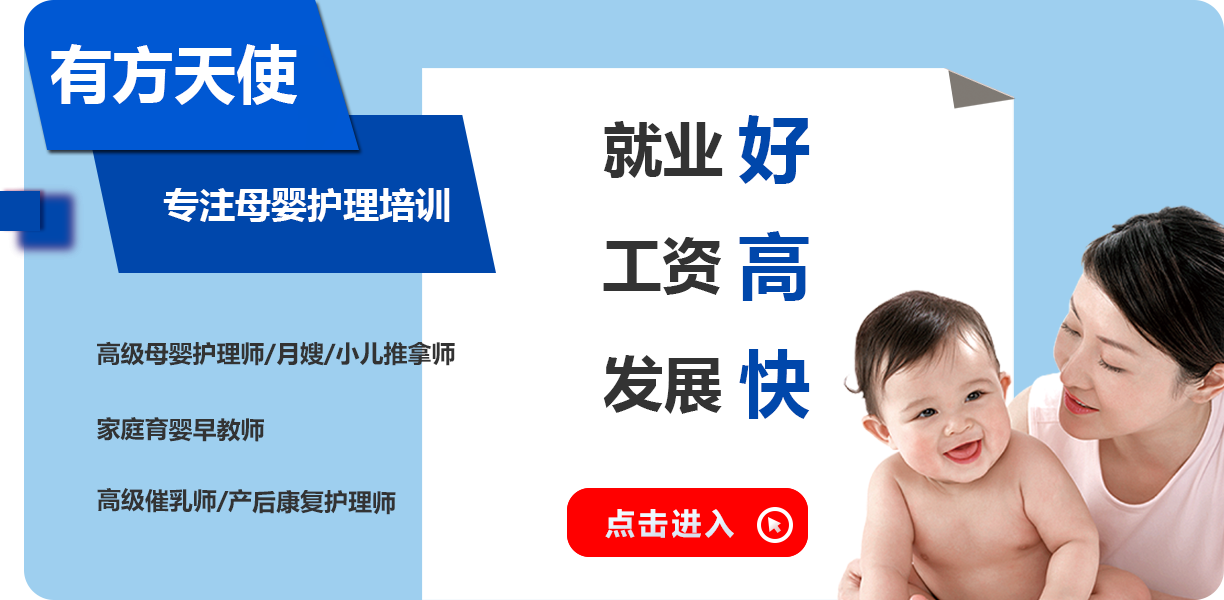 有方天使
专注母婴护理培训
高级母婴护理师/月嫂/小儿推拿师
家庭育婴早教师
高级催乳师/产后康复护理师
就业 好
工资 高
发展 快
点击进入